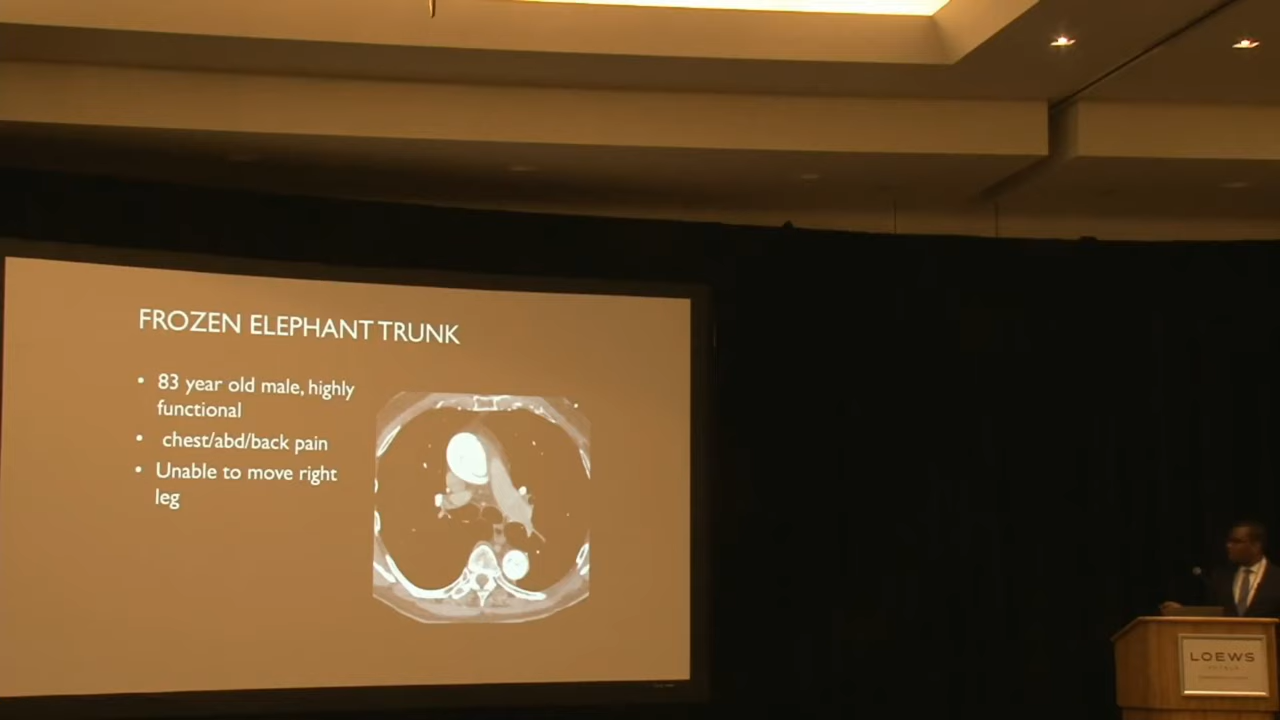 FROZEN ELEPHANT TRUNK
• 83 year old male, highly
functional
• chest/abd/back pain
• Unable to move right
leg
LOEWS